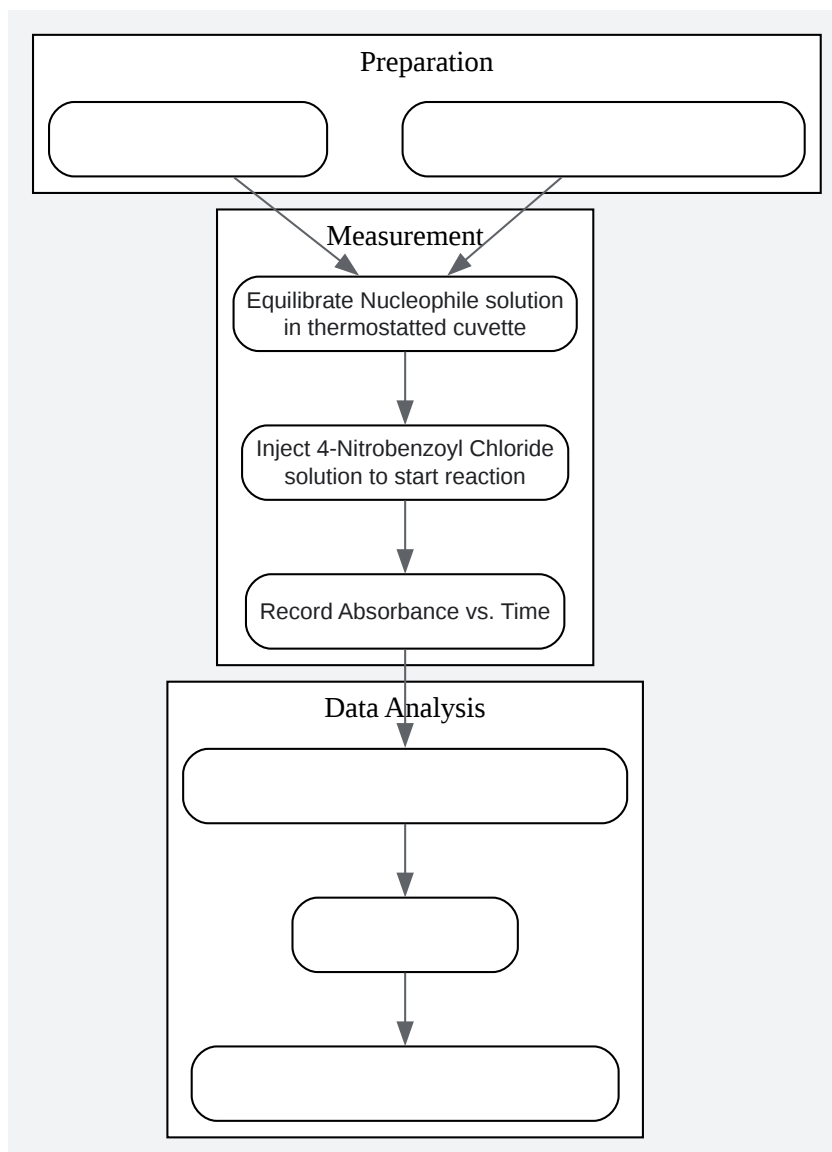 Preparation
Measurement
Equilibrate Nucleophile solution
in thermostatted cuvette
Inject 4-Nitrobenzoyl Chloride
solution to start reaction
Record Absorbance vs. Time
Data Analysis